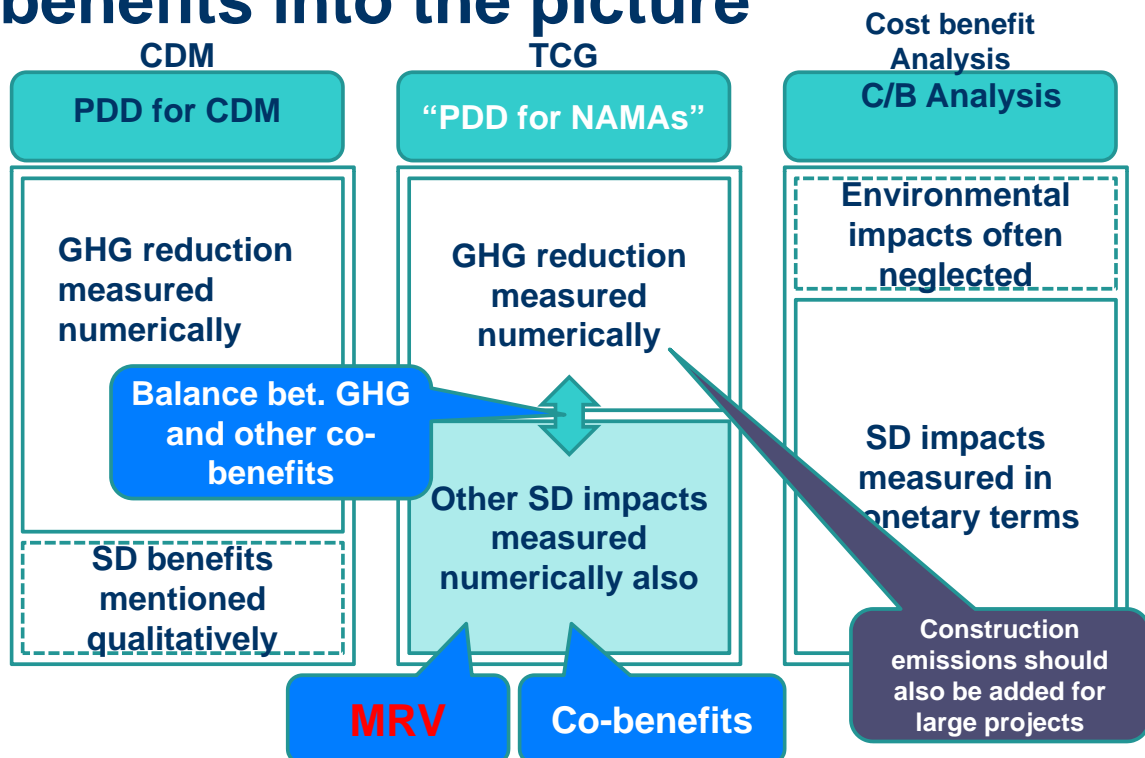 benefits into the picture
CDM
PDD for CDM
GHG reduction
measured
numerically
SD benefits
mentioned
qualitatively
TCG
“PDD for NAMAs”
GHG reduction
measured
numerically
Balance bet. GHG
and other co-
benefits
Other SD impacts
measured
numerically also
MRV
Co-benefits
Cost benefit
Analysis
C/B Analysis
Environmental
impacts often
neglected
SD impacts
measured in
onetary terms
Construction
emissions should
also be added for
large projects